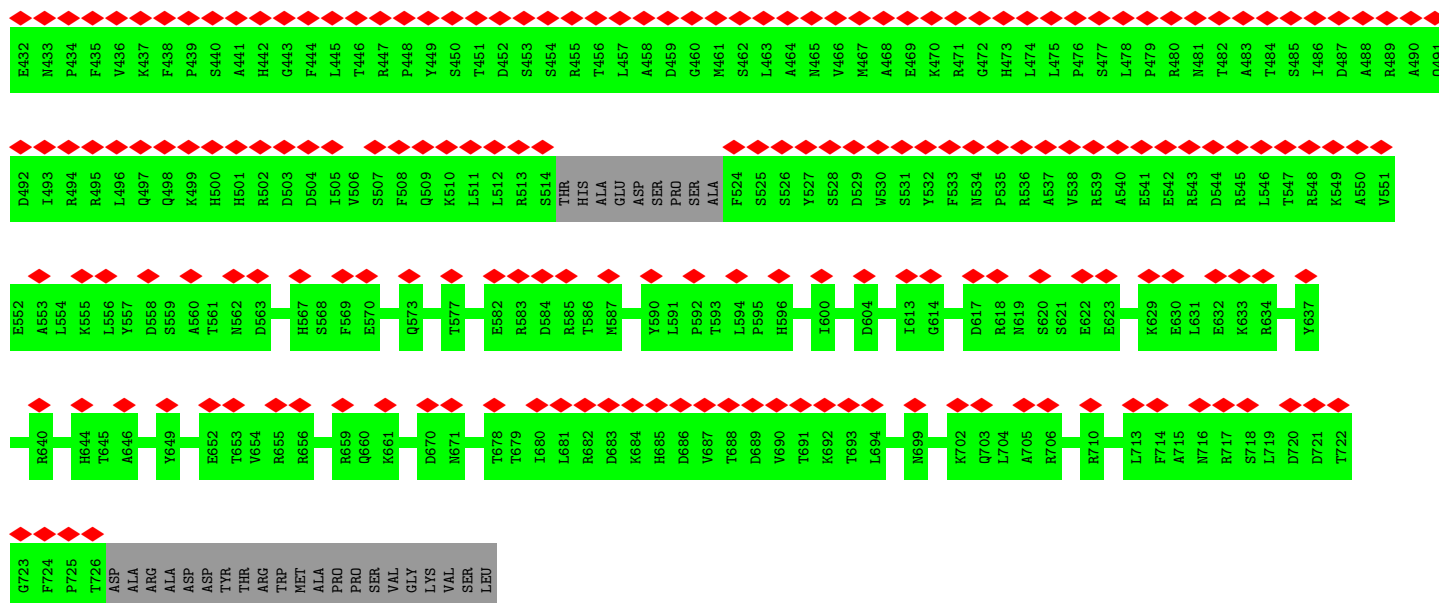 E432 N433 P434 F435 V436 K437 F438 P439 S440 A441 H442 G443 F444 L445 T446 R447 P448 Y449 S450 T451 D452 S453 S454 R455 T456 L457 A458 D459 G460 M461 S462 L463 A464 N465 V466 M467 A468 E469 K470 R471 G472 H473 L474 L475 P476 S477 L478 P479 R480 N481 T482 A483 T484 S485 I486 D487 A488 R489 A490 Q491
D492 I493 R494 R495 L496 Q497 Q498 K499 H500 H501 R502 D503 D504 I505 V506 S507 F508 Q509 K510 L511 L512 R513 S514 THR HIS ALA GLU ASP SER PRO SER ALA F524 S525 S526 Y527 S528 D529 W530 S531 Y532 F533 N534 P535 R536 A537 V538 R539 A540 E541 E542 R543 D544 R545 L546 T547 R548 K549 A550 V551
E552 A553 L554 K555 L556 Y557 D558 S559 A560 T561 N562 D563 H567 S568 F569 E570 Q573 T577 E582 R583 D584 R585 T586 M587 Y590 L591 P592 T593 L594 P595 H596 I600 D604 I613 G614 D617 R618 N619 S620 S621 E622 E623 K629 E630 L631 E632 K633 R634 Y637
R640 H644 T645 A646 Y649 E652 T653 V654 R655 R656 R659 Q660 K661 D670 N671 T678 T679 I680 L681 R682 D683 K684 H685 D686 V687 T688 D689 V690 T691 K692 T693 L694 N699 K702 Q703 L704 A705 R706 R710 L713 F714 A715 N716 R717 S718 L719 D720 D721 T722
G723 F724 P725 T726 ASP ALA ARG ALA ASP ASP TYR THR ARG TRP MET ALA PRO PRO SER VAL GLY LYS VAL SER LEU